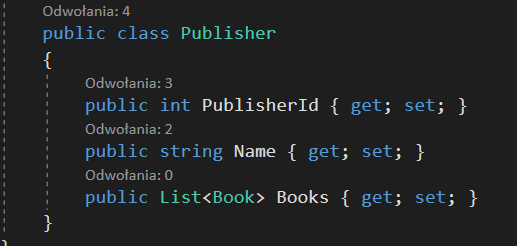 Odwołania: 4
public class Publisher
{
Odwołania: 3
public int PublisherId { get; set; }
Odwołania: 2
public string Name { get; set; }
Odwołania: 0
public List<Book> Books { get; set; }
}
}